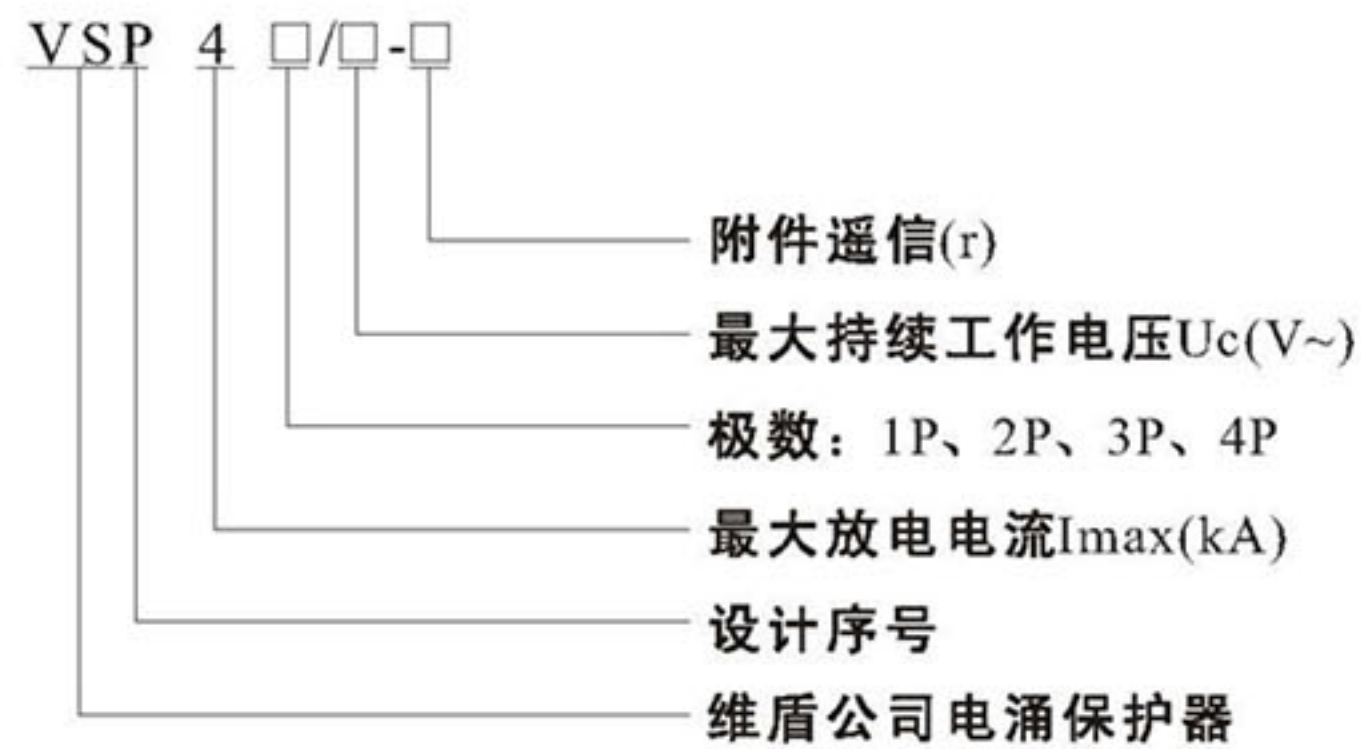 VSP 4 □/□-□
附件遥信(r)
最大持续工作电压Uc(V~)
极数：1P、2P、3P、4P
最大放电电流Imax(kA)
设计序号
维盾公司电涌保护器